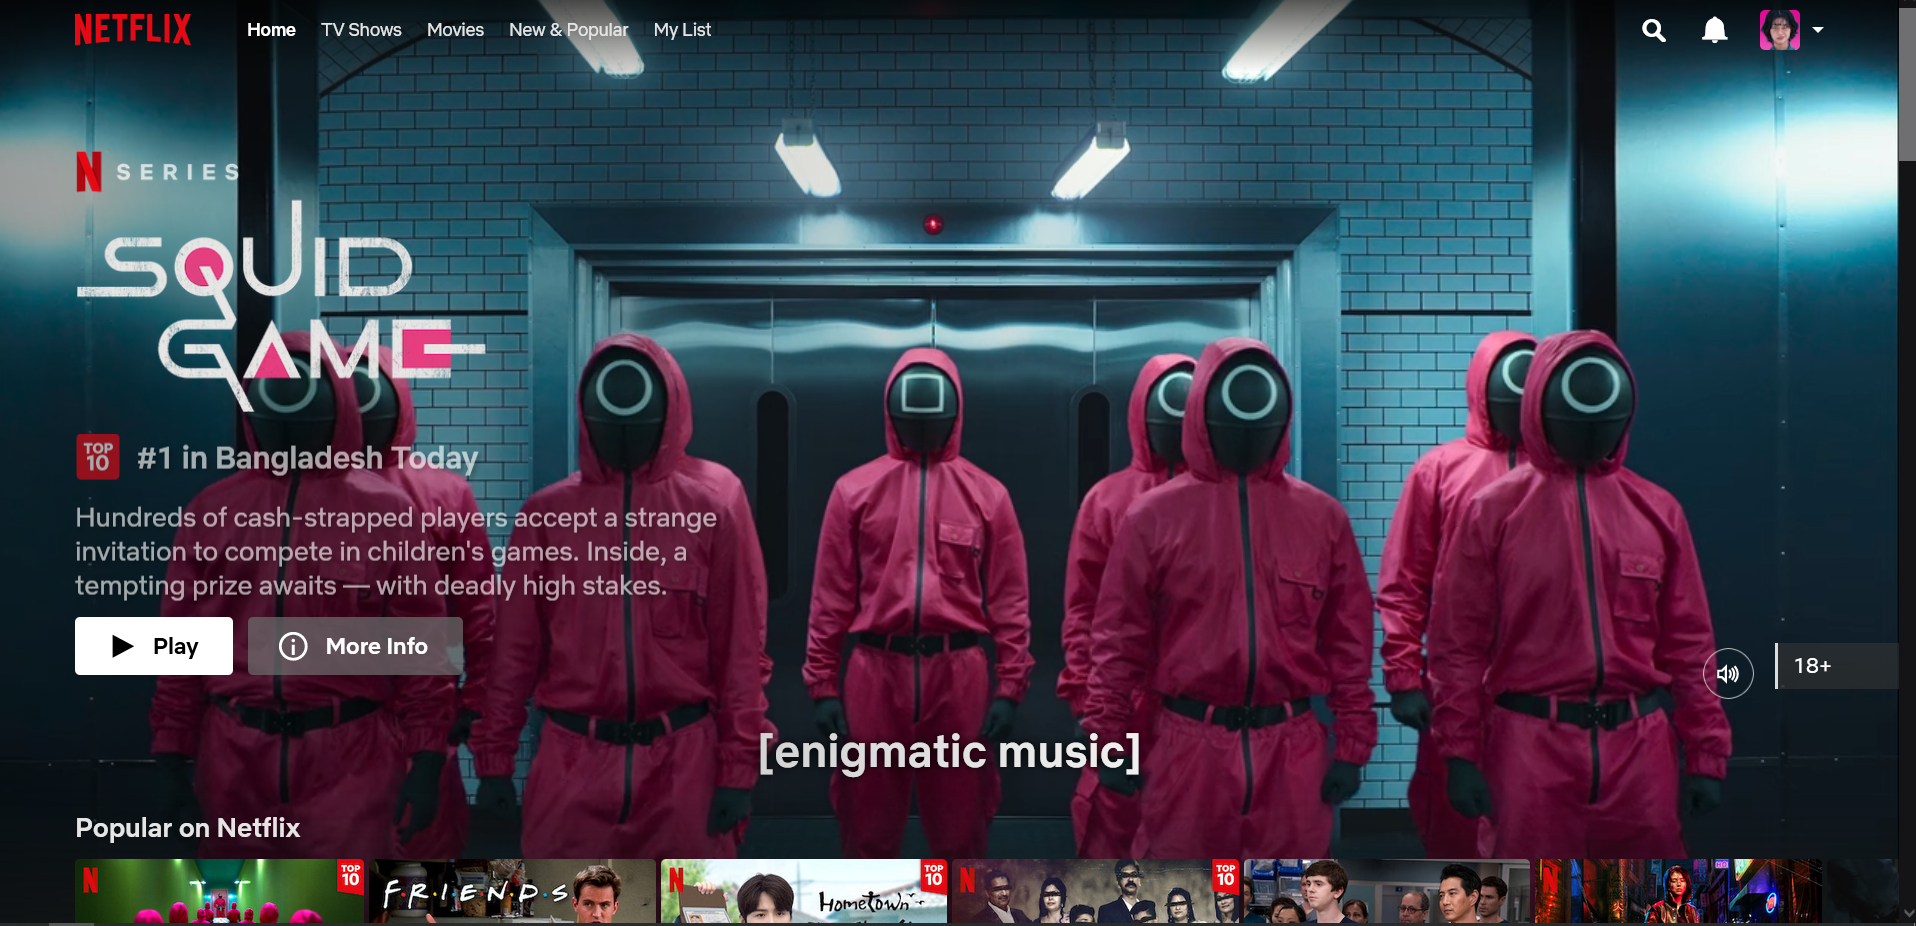 NETFLIX
Home TV Shows Movies New & Popular My List
N SERIES
SQUID
GAME
TOP
10
#1 in Bangladesh Today
Hundreds of cash-strapped players accept a strange
invitation to compete in children's games. Inside, a
tempting prize awaits — with deadly high stakes.
Play
More Info
18+
[enigmatic music]
Popular on Netflix
N
TOP
10
F.R.I.E.N.D.S
N
Hometown
TOP
10
N
TOP
10
N